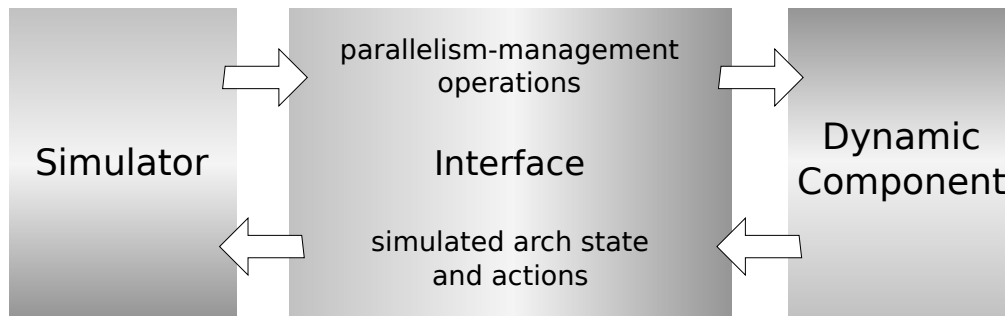 parallelism-management
operations
Simulator
Interface
Dynamic
Component
simulated arch state
and actions